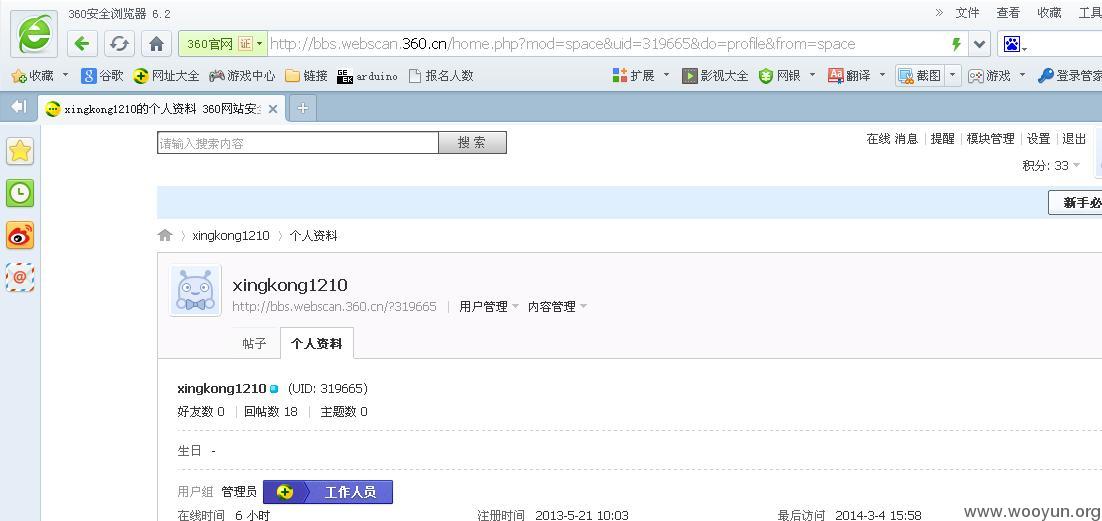 360安全浏览器 6.2
» 文件 查看 收藏 工具
360官网 证 http://bbs.webscan.360.cn/home.php?mod=space&uid=319665&do=profile&from=space
收藏 谷歌 网址大全 游戏中心 链接 arduino 报名人数 扩展 影视大全 网银 翻译 截图 游戏 登录管家
xingkong1210的个人资料 360网站安全
请输入搜索内容 搜索
在线 消息 提醒 模块管理 设置 退出
积分: 33
新手必
xingkong1210 个人资料
xingkong1210
http://bbs.webscan.360.cn/?319665 用户管理 内容管理
帖子 个人资料
xingkong1210 (UID: 319665)
好友数 0 回帖数 18 主题数 0
生日 -
用户组 管理员 工作人员
在线时间 6 小时 注册时间 2013-5-21 10:03 最后访问 2014-3-4 15:58
www.wooyun.org